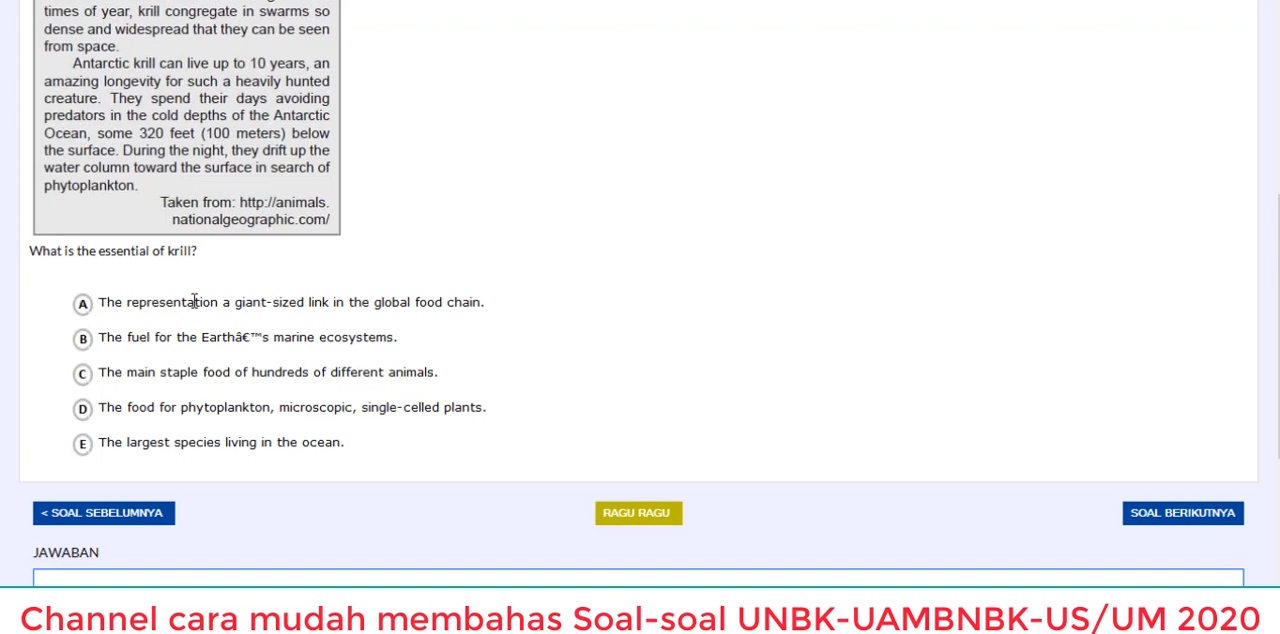 times of year, krill congregate in swarms so
dense and widespread that they can be seen
from space.
Antarctic krill can live up to 10 years, an
amazing longevity for such a heavily hunted
creature. They spend their days avoiding
predators in the cold depths of the Antarctic
Ocean, some 320 feet (100 meters) below
the surface. During the night, they drift up the
water column toward the surface in search of
phytoplankton.
Taken from: http://animals.
nationalgeographic.com/
What is the essential of krill?
A The representation a giant-sized link in the global food chain.
B The fuel for the Earthâ€™s marine ecosystems.
C The main staple food of hundreds of different animals.
D The food for phytoplankton, microscopic, single-celled plants.
E The largest species living in the ocean.
< SOAL SEBELUMNYA
RAGU RAGU
SOAL BERIKUTNYA
JAWABAN
Channel cara mudah membahas Soal-soal UNBK-UAMBNBK-US/UM 2020